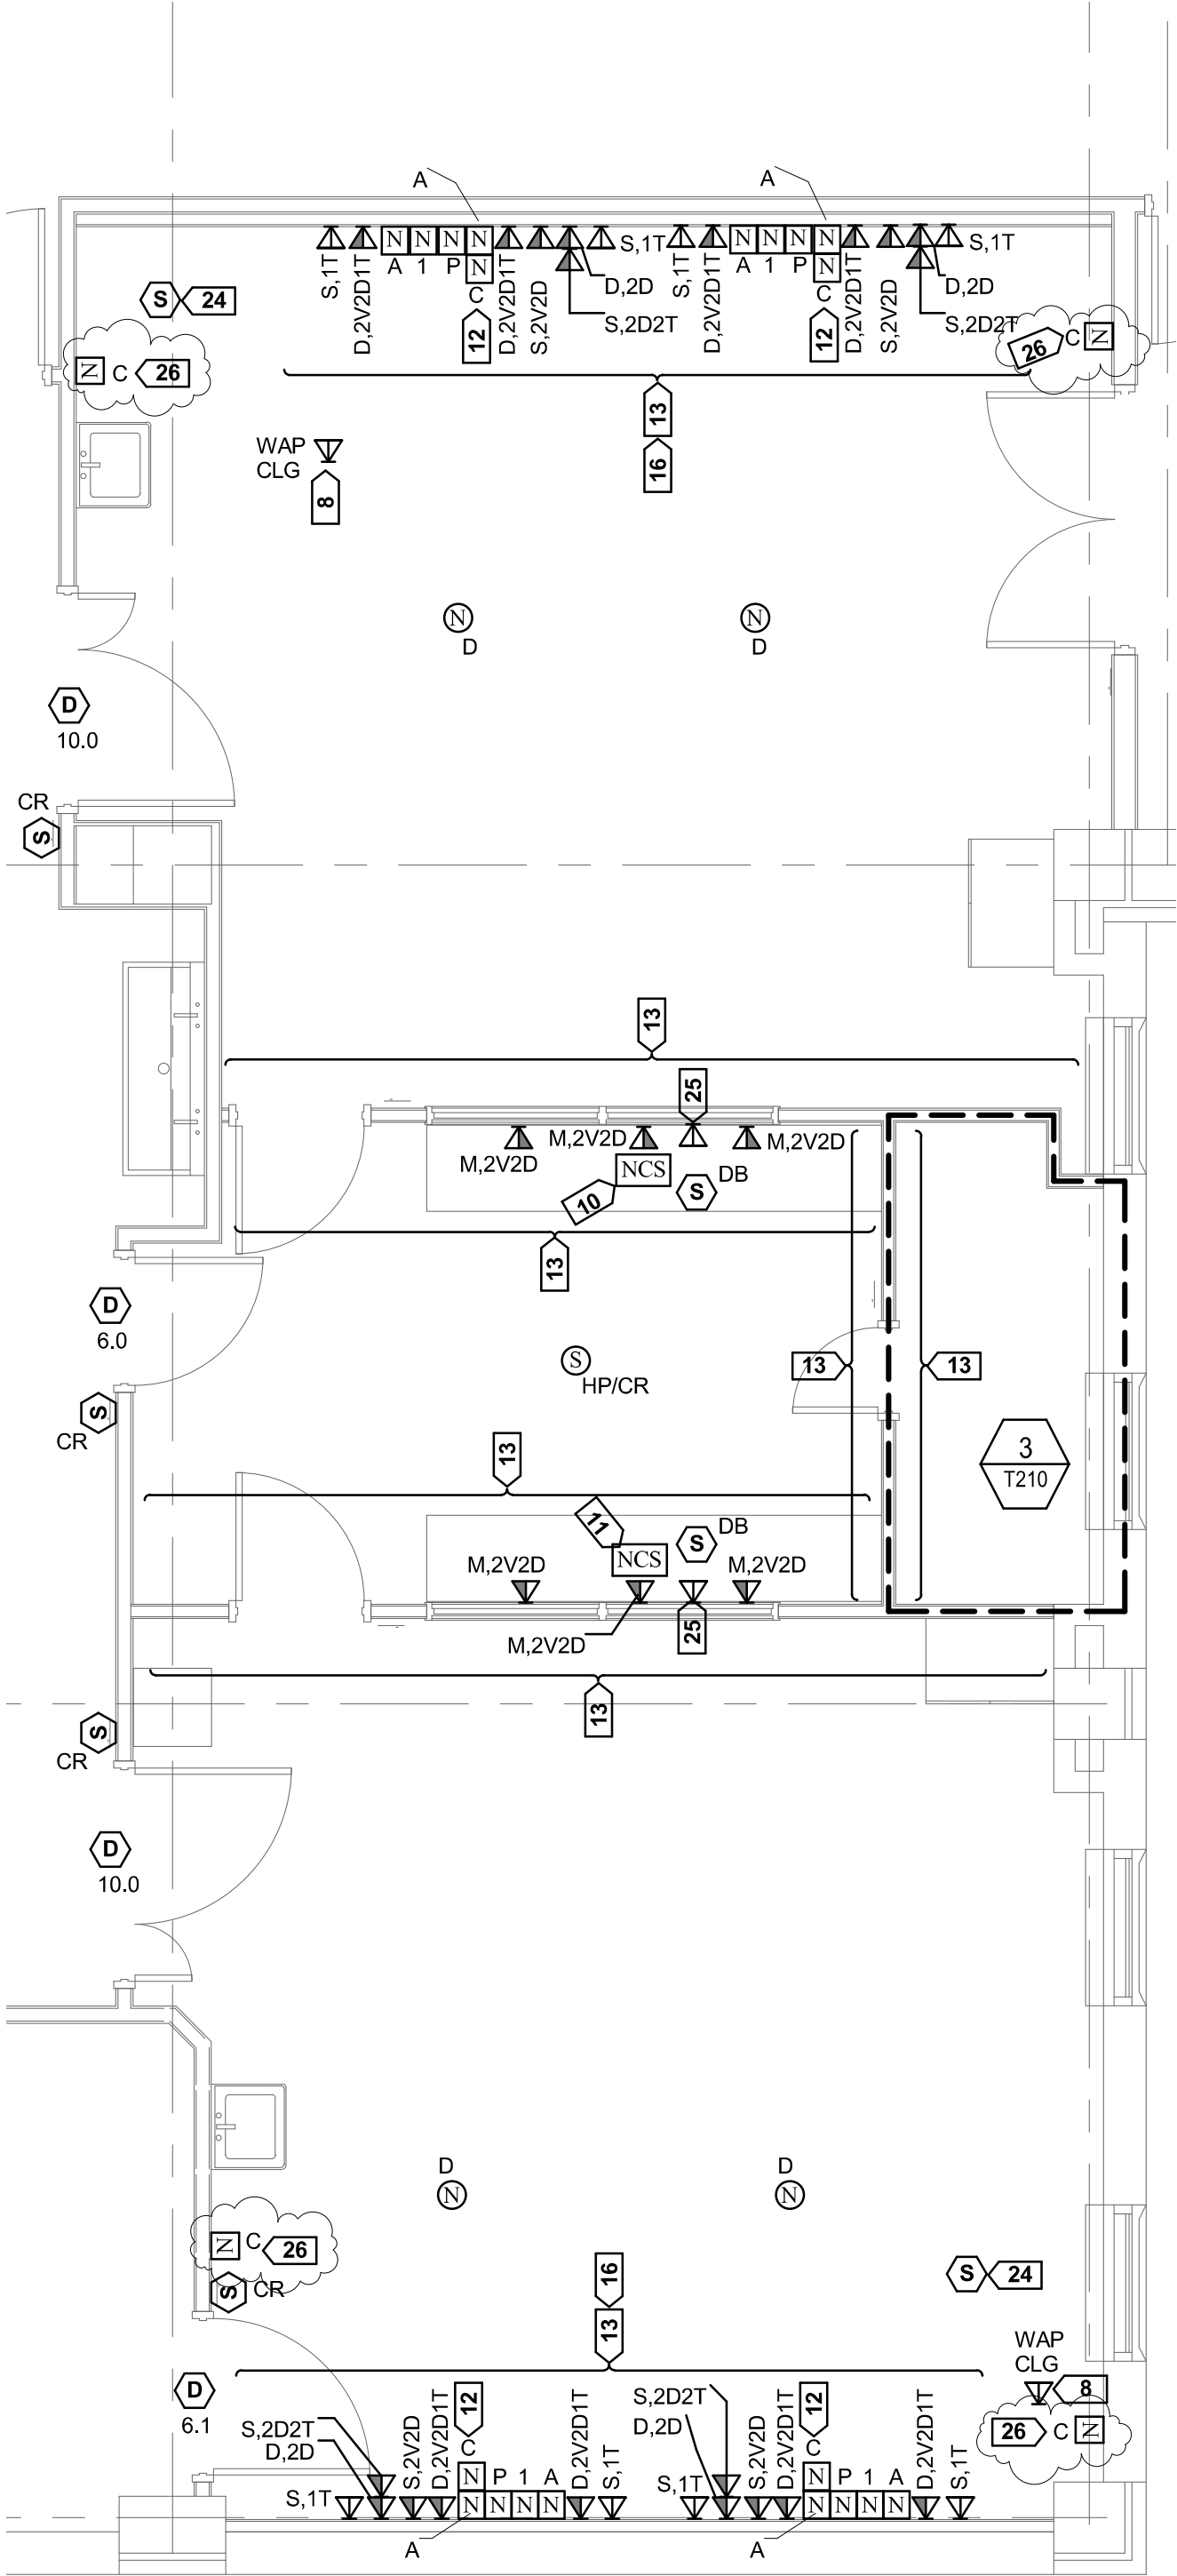 A
A
N N N N
N N N N
S,1T
S,1T
A 1 P
N
A 1 P
N
S,1T
D,2V2D1T
C
D,2V2D1T
S,2V2D
D,2D
S,2D2T
S,1T
D,2V2D1T
C
D,2V2D1T
S,2V2D
D,2D
S,2D2T
S 24
12
12
N C 26
26 C N
13
16
WAP
CLG
8
N
D
N
D
D
10.0
CR
S
13
25
M,2V2D
M,2V2D
M,2V2D
NCS
S DB
10
13
D
6.0
S
HP/CR
13
13
S
CR
13
3
T210
11
NCS
S DB
M,2V2D
M,2V2D
M,2V2D
25
13
S
CR
D
10.0
D
N
D
N
N C 26
S CR
16
13
S 24
WAP
CLG
8
26 C N
D
6.1
S,2D2T
D,2D
S,2V2D
D,2V2D1T
12
C
D,2V2D1T
S,1T
S,2D2T
D,2D
S,2V2D
D,2V2D1T
12
C
D,2V2D1T
S,1T
N P 1 A
N P 1 A
S,1T
N N N N
S,1T
N N N N
A
A